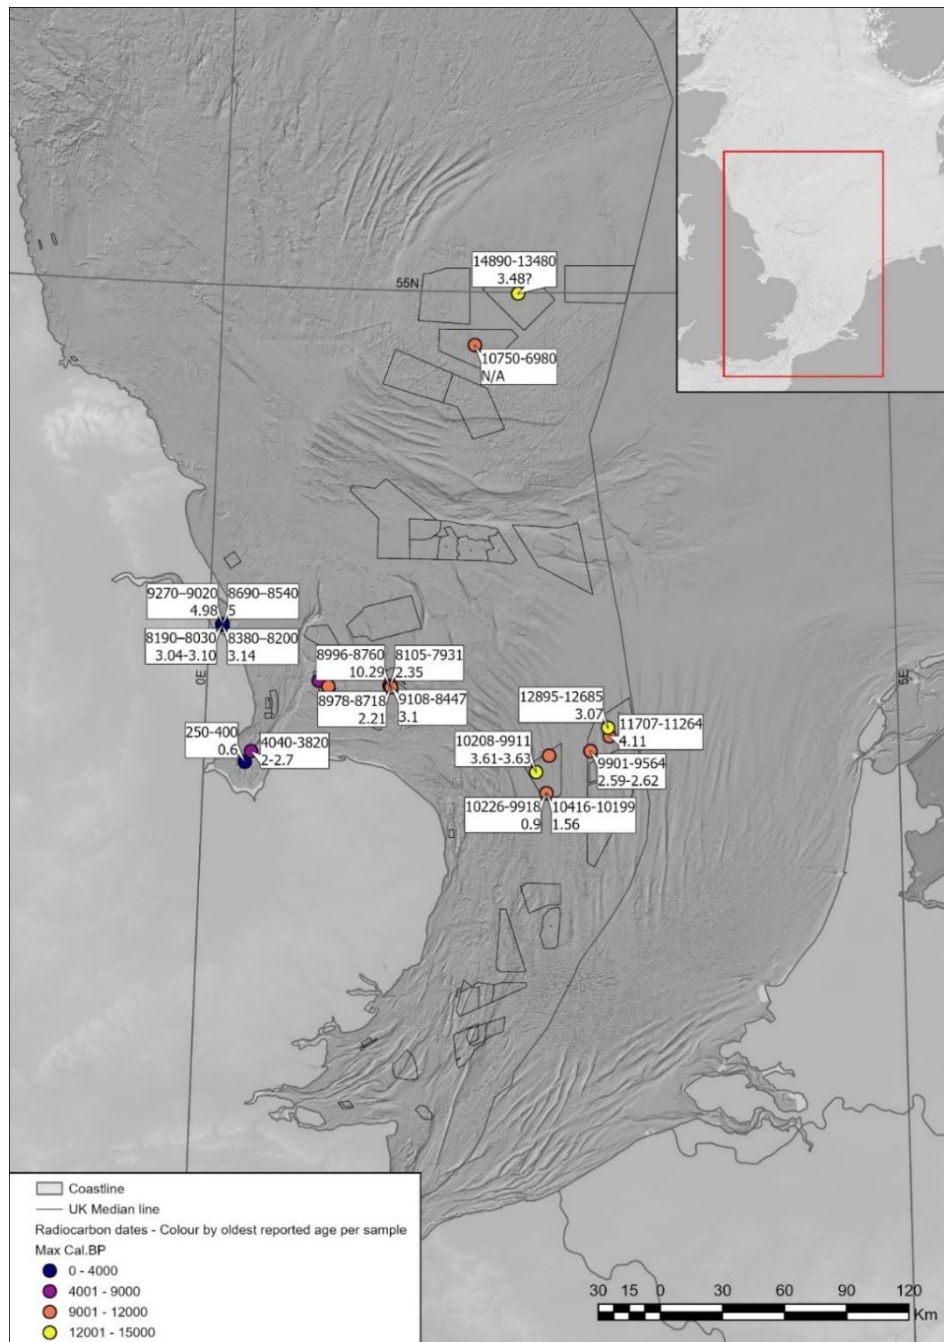 14890-13480
3.48?
55N
10750-6980
N/A
9270–9020
4.98
8690–8540
5
8190–8030
3.04-3.10
8380–8200
3.14
0E
5E
8996-8760
10.29
8105-7931
2.35
8978-8718
2.21
9108-8447
3.1
250-400
0.6
4040-3820
2-2.7
12895-12685
3.07
11707-11264
4.11
10208-9911
3.61-3.63
9901-9564
2.59-2.62
10226-9918
0.9
10416-10199
1.56
Coastline
UK Median line
Radiocarbon dates - Colour by oldest reported age per sample
Max Cal.BP
0 - 4000
4001 - 9000
9001 - 12000
12001 - 15000
30 15 0 30 60 90 120
Km